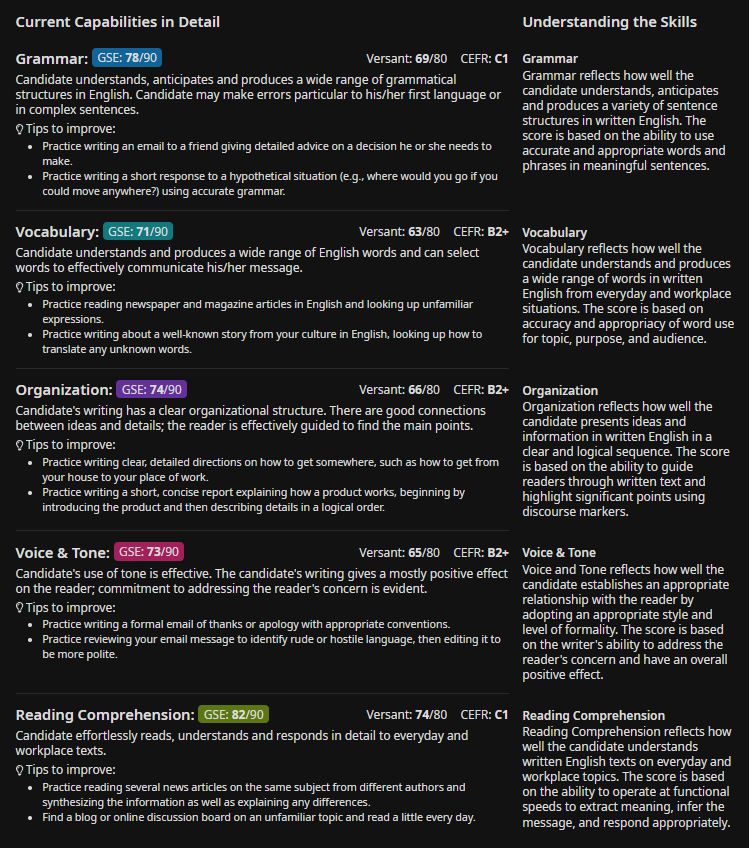 Current Capabilities in Detail
Grammar: GSE: 78/90 Versant: 69/80 CEFR: C1
Candidate understands, anticipates and produces a wide range of grammatical
structures in English. Candidate may make errors particular to his/her first language or
in complex sentences.
Tips to improve:
• Practice writing an email to a friend giving detailed advice on a decision he or she needs to
make.
• Practice writing a short response to a hypothetical situation (e.g., where would you go if you
could move anywhere?) using accurate grammar.
Vocabulary: GSE: 71/90 Versant: 63/80 CEFR: B2+
Candidate understands and produces a wide range of English words and can select
words to effectively communicate his/her message.
Tips to improve:
• Practice reading newspaper and magazine articles in English and looking up unfamiliar
expressions.
• Practice writing about a well-known story from your culture in English, looking up how to
translate any unknown words.
Organization: GSE: 74/90 Versant: 66/80 CEFR: B2+
Candidate's writing has a clear organizational structure. There are good connections
between ideas and details; the reader is effectively guided to find the main points.
Tips to improve:
• Practice writing clear, detailed directions on how to get somewhere, such as how to get from
your house to your place of work.
• Practice writing a short, concise report explaining how a product works, beginning by
introducing the product and then describing details in a logical order.
Voice & Tone: GSE: 73/90 Versant: 65/80 CEFR: B2+
Candidate's use of tone is effective. The candidate's writing gives a mostly positive effect
on the reader; commitment to addressing the reader's concern is evident.
Tips to improve:
• Practice writing a formal email of thanks or apology with appropriate conventions.
• Practice reviewing your email message to identify rude or hostile language, then editing it to
be more polite.
Reading Comprehension: GSE: 82/90 Versant: 74/80 CEFR: C1
Candidate effortlessly reads, understands and responds in detail to everyday and
workplace texts.
Tips to improve:
• Practice reading several news articles on the same subject from different authors and
synthesizing the information as well as explaining any differences.
• Find a blog or online discussion board on an unfamiliar topic and read a little every day.
Understanding the Skills
Grammar
Grammar reflects how well the
candidate understands, anticipates
and produces a variety of sentence
structures in written English. The
score is based on the ability to use
accurate and appropriate words and
phrases in meaningful sentences.
Vocabulary
Vocabulary reflects how well the
candidate understands and produces
a wide range of words in written
English from everyday and workplace
situations. The score is based on
accuracy and appropriacy of word use
for topic, purpose, and audience.
Organization
Organization reflects how well the
candidate presents ideas and
information in written English in a
clear and logical sequence. The score
is based on the ability to guide
readers through written text and
highlight significant points using
discourse markers.
Voice & Tone
Voice and Tone reflects how well the
candidate establishes an appropriate
relationship with the reader by
adopting an appropriate style and
level of formality. The score is based
on the writer's ability to address the
reader's concern and have an overall
positive effect.
Reading Comprehension
Reading Comprehension reflects how
well the candidate understands
written English texts on everyday and
workplace topics. The score is based
on the ability to operate at functional
speeds to extract meaning, infer the
message, and respond appropriately.